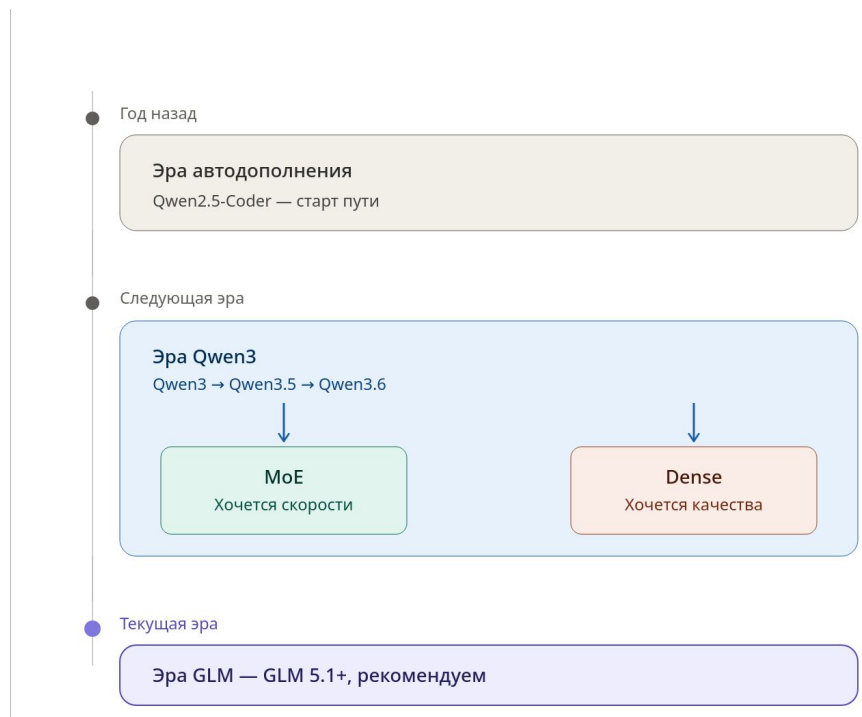 Год назад
Эра автодополнения
Qwen2.5-Coder — старт пути
Следующая эра
Эра Qwen3
Qwen3 → Qwen3.5 → Qwen3.6
MoE
Хочется скорости
Dense
Хочется качества
Текущая эра
Эра GLM — GLM 5.1+, рекомендуем